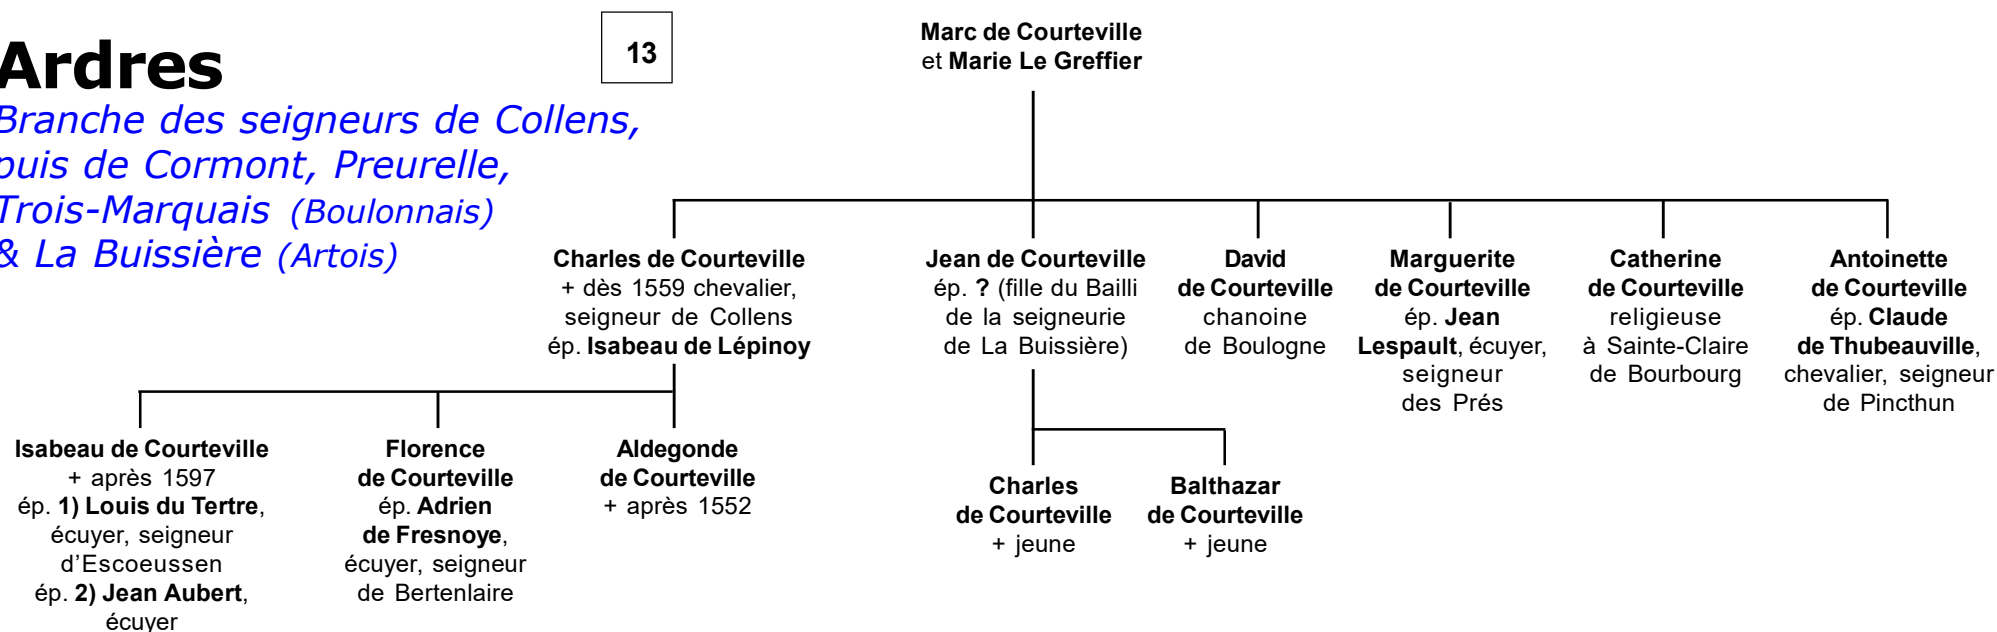 Ardres
Branche des seigneurs de Collens,
puis de Cormont, Preurelle,
Trois-Marquais (Boulonnais)
& La Buissière (Artois)
13
Marc de Courteville
et Marie Le Greffier
Charles de Courteville
+ dès 1559 chevalier,
seigneur de Collens
ép. Isabeau de Lépinoy
Jean de Courteville
ép. ? (fille du Bailli
de la seigneurie
de La Buissière)
David
de Courteville
chanoine
de Boulogne
Marguerite
de Courteville
ép. Jean
Lespault, écuyer,
seigneur
des Prés
Catherine
de Courteville
religieuse
à Sainte-Claire
de Bourbourg
Antoinette
de Courteville
ép. Claude
de Thubeauville,
chevalier, seigneur
de Pincthun
Isabeau de Courteville
+ après 1597
ép. 1) Louis du Tertre,
écuyer, seigneur
d'Escoeussen
ép. 2) Jean Aubert,
écuyer
Florence
de Courteville
ép. Adrien
de Fresnoye,
écuyer, seigneur
de Bertenlaire
Aldegonde
de Courteville
+ après 1552
Charles
de Courteville
+ jeune
Balthazar
de Courteville
+ jeune